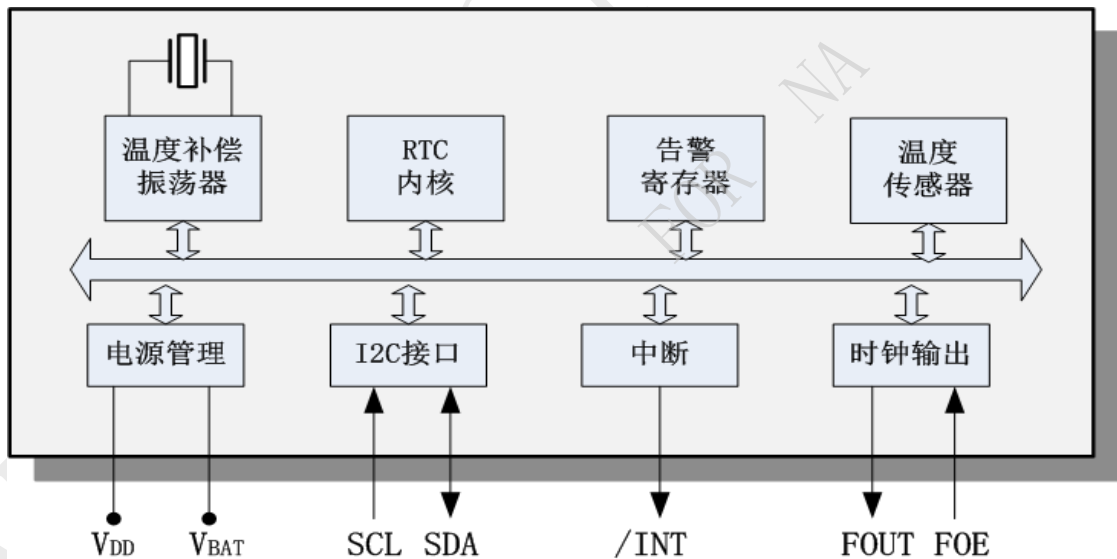 温度补偿
振荡器
RTC
内核
告警
寄存器
温度
传感器
电源管理
I2C接口
中断
时钟输出
VDD
VBAT
SCL
SDA
/INT
FOUT
FOE
FOR
NA